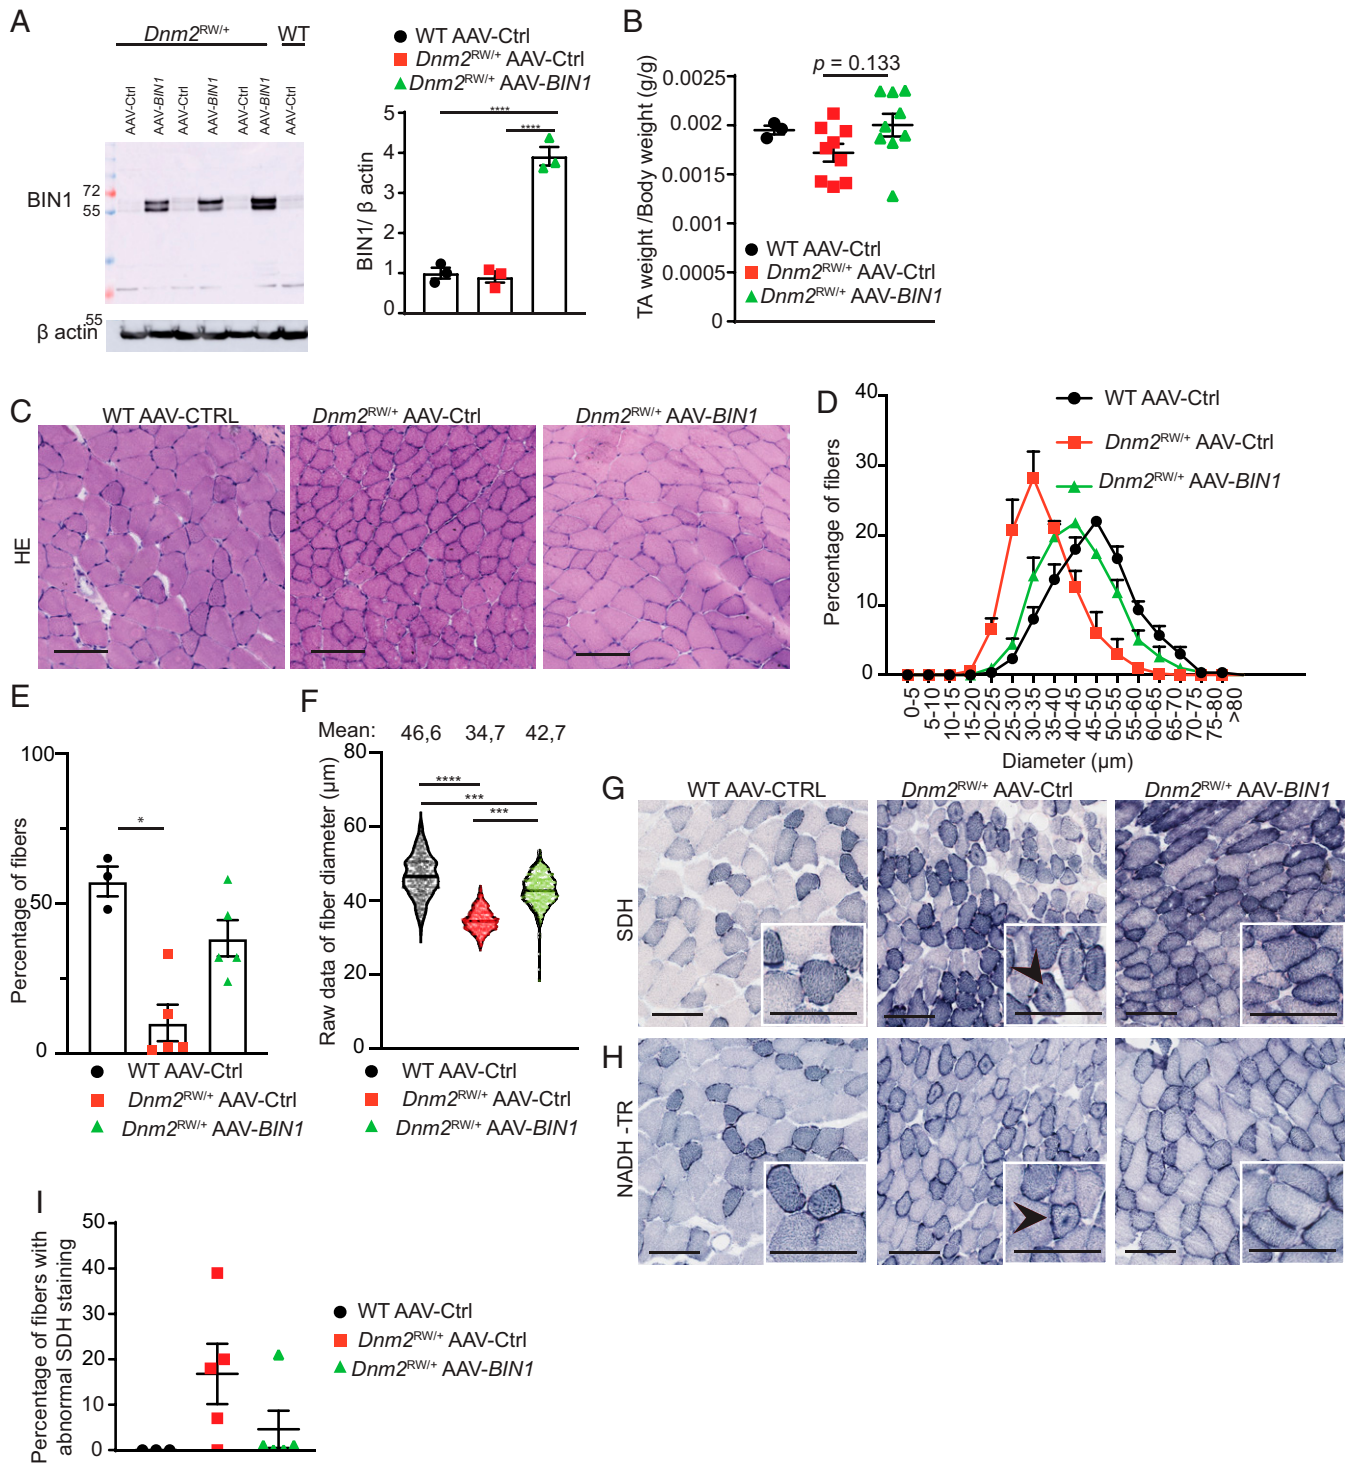 A
Dnm2RW/+ WT
AAV-Ctrl AAV-BIN1 AAV-Ctrl AAV-BIN1 AAV-Ctrl AAV-BIN1 AAV-Ctrl
BIN1
72
55
55
β actin
WT AAV-Ctrl
Dnm2RW/+ AAV-Ctrl
Dnm2RW/+ AAV-BIN1
BIN1/ β actin
5
4
3
2
1
0
****
****
B
p = 0.133
TA weight /Body weight (g/g)
0.0025
0.002
0.0015
0.001
0.0005
0
WT AAV-Ctrl
Dnm2RW/+ AAV-Ctrl
Dnm2RW/+ AAV-BIN1
C
WT AAV-CTRL Dnm2RW/+ AAV-Ctrl Dnm2RW/+ AAV-BIN1
HE
D
WT AAV-Ctrl
Dnm2RW/+ AAV-Ctrl
Dnm2RW/+ AAV-BIN1
Percentage of fibers
40
30
20
10
0
0-5 5-10 10-15 15-20 20-25 25-30 30-35 35-40 40-45 45-50 50-55 55-60 60-65 65-70 70-75 75-80 >80
Diameter (µm)
E
Percentage of fibers
100
50
0
*
WT AAV-Ctrl
Dnm2RW/+ AAV-Ctrl
Dnm2RW/+ AAV-BIN1
F
Mean: 46,6 34,7 42,7
Raw data of fiber diameter (µm)
80
60
40
20
0
****
***
***
WT AAV-Ctrl
Dnm2RW/+ AAV-Ctrl
Dnm2RW/+ AAV-BIN1
G
WT AAV-CTRL Dnm2RW/+ AAV-Ctrl Dnm2RW/+ AAV-BIN1
SDH
H
NADH -TR
I
Percentage of fibers with
abnormal SDH staining
50
40
30
20
10
0
WT AAV-Ctrl
Dnm2RW/+ AAV-Ctrl
Dnm2RW/+ AAV-BIN1